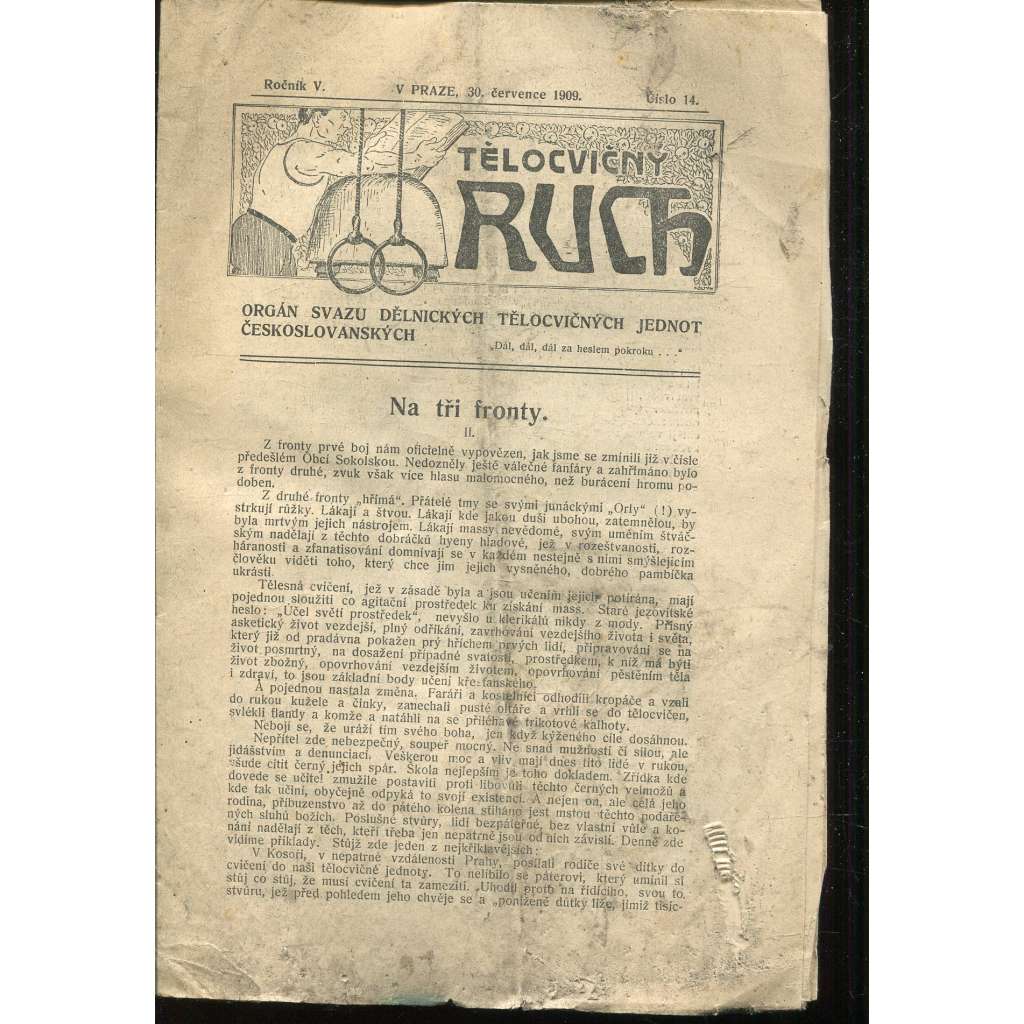 Ročník V.
V PRAZE, 30. července 1909.
Číslo 14.
TĚLOCVIČNÝ
RUCH
ORGÁN SVAZU DĚLNICKÝCH TĚLOCVIČNÝCH JEDNOT
ČESKOSLOVANSKÝCH
„Dál, dál, dál za heslem pokroku . . .“
Na tři fronty.
II.
Z fronty prvé boj nám oficielně vypovězen, jak jsme se zmínili již v čísle
předešlém Obcí Sokolskou. Nedozněly ještě válečné fanfáry a zahřímáno bylo
z fronty druhé, zvuk však více hlasu malomocného, než burácení hromu po-
doben.
Z druhé fronty „hřímá“. Přátelé tmy se svými junáckými „Orly“ (!) vy-
strkují růžky. Lákají a štvou. Lákají kde jakou duši ubohou, zatemnělou, by
byla mrtvým jejich nástrojem. Lákají massy nevědomé, svým uměním štváč-
ským nadělají z těchto dobráčků hyeny hladové, jež v rozeštvanosti, roz-
háranosti a zfanatisování domnívají se v každém nestejně s nimi smýšlejícím
člověku viděti toho, který chce jim jejich vysněného, dobrého pambíčka
ukrásti.
Tělesná cvičení, jež v zásadě byla a jsou učením jejich potírána, mají
pojednou sloužiti co agitační prostředek ku získání mass. Staré jezovitské
heslo: „Účel světí prostředek“, nevyšlo u klerikálů nikdy z mody. Přísný
asketický život vezdejší, plný odříkání, zavrhování vezdejšího života i světa,
který již od pradávna pokažen prý hříchem prvých lidí, připravování se na
život posmrtný, na dosažení případné svatosti, prostředkem, k níž má býti
život zbožný, opovrhování vezdejším životem, opovrhování pěstěním těla
i zdraví, to jsou základní body učení křesťanského.
A pojednou nastala změna. Faráři a kostelníci odhodili kropáče a vzali
do rukou kužele a činky, zanechali pusté oltáře a vrhli se do tělocvičen,
svlékli flandy a komže a natáhli na se přiléhavé trikotové kalhoty.
Nebojí se, že uráží tím svého boha, jen když kýženého cíle dosáhnou.
Nepřítel zde nebezpečný, soupeř mocný. Ne snad mužností či silou, ale
jidášstvím a denunciací. Veškerou moc a vliv mají dnes tito lidé v rukou,
všude cítit černý jejich spár. Škola nejlepším je toho dokladem. Zřídka kde
dovede se učitel zmužile postaviti proti libovůli těchto černých velmožů a
kde tak učiní, obyčejně odpyká to svojí existencí. A nejen on, ale celá jeho
rodina, příbuzenstvo až do pátého kolena stiháno jest mstou těchto podaře-
ných sluhů božích. Poslušné stvůry, lidi bezpáteřné, bez vlastní vůle a ko-
nání nadělají z těch, kteří třeba jen nepatrně jsou od nich závislí. Denně zde
vidíme příklady. Stůjž zde jeden z nejkřiklavějších:
V Kosoři, v nepatrné vzdálenosti Prahy, posílali rodiče své dítky do
cvičení do naší tělocvičné jednoty. To nelíbilo se páterovi, který umínil si
stůj co stůj, že musí cvičení ta zameziti. Uhodil proto na řídícího, svou to
stvůru, jež před pohledem jeho chvěje se a „poníženě důtky líže, jimiž tisíc-